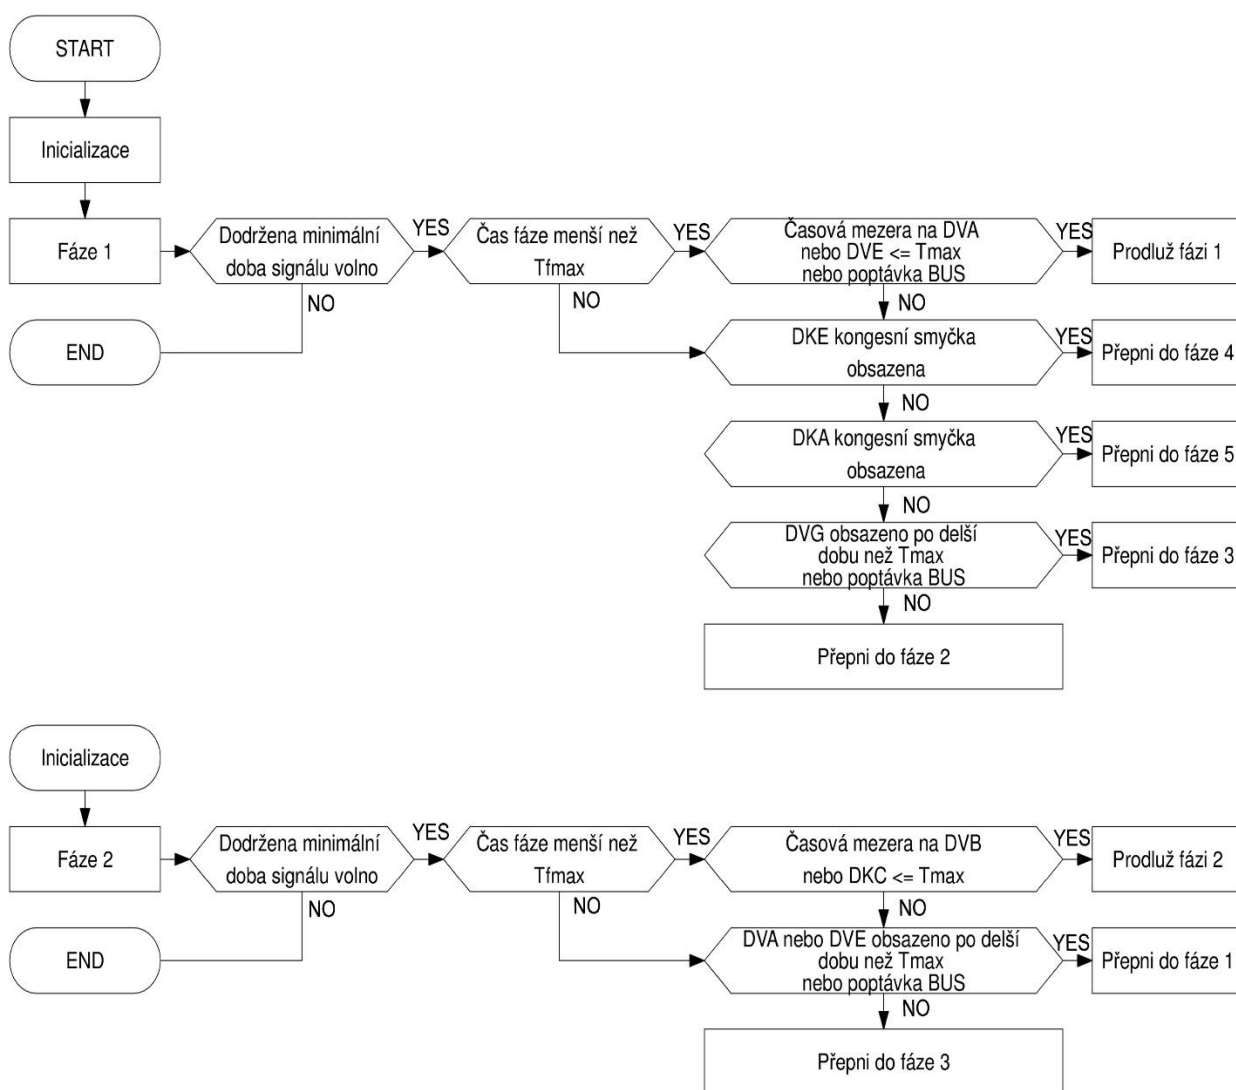 START
Inicializace
Fáze 1
Dodržena minimální
doba signálu volno
YES
NO
Čas fáze menší než
Tfmax
YES
NO
Časová mezera na DVA
nebo DVE <= Tmax
nebo poptávka BUS
YES
Prodluž fázi 1
NO
END
DKE kongesní smyčka
obsazena
YES
Přepni do fáze 4
NO
DKA kongesní smyčka
obsazena
YES
Přepni do fáze 5
NO
DVG obsazeno po delší
dobu než Tmax
nebo poptávka BUS
YES
Přepni do fáze 3
NO
Přepni do fáze 2
Inicializace
Fáze 2
Dodržena minimální
doba signálu volno
YES
NO
Čas fáze menší než
Tfmax
YES
NO
Časová mezera na DVB
nebo DKC <= Tmax
YES
Prodluž fázi 2
NO
END
DVA nebo DVE obsazeno po delší
dobu než Tmax
nebo poptávka BUS
YES
Přepni do fáze 1
NO
Přepni do fáze 3